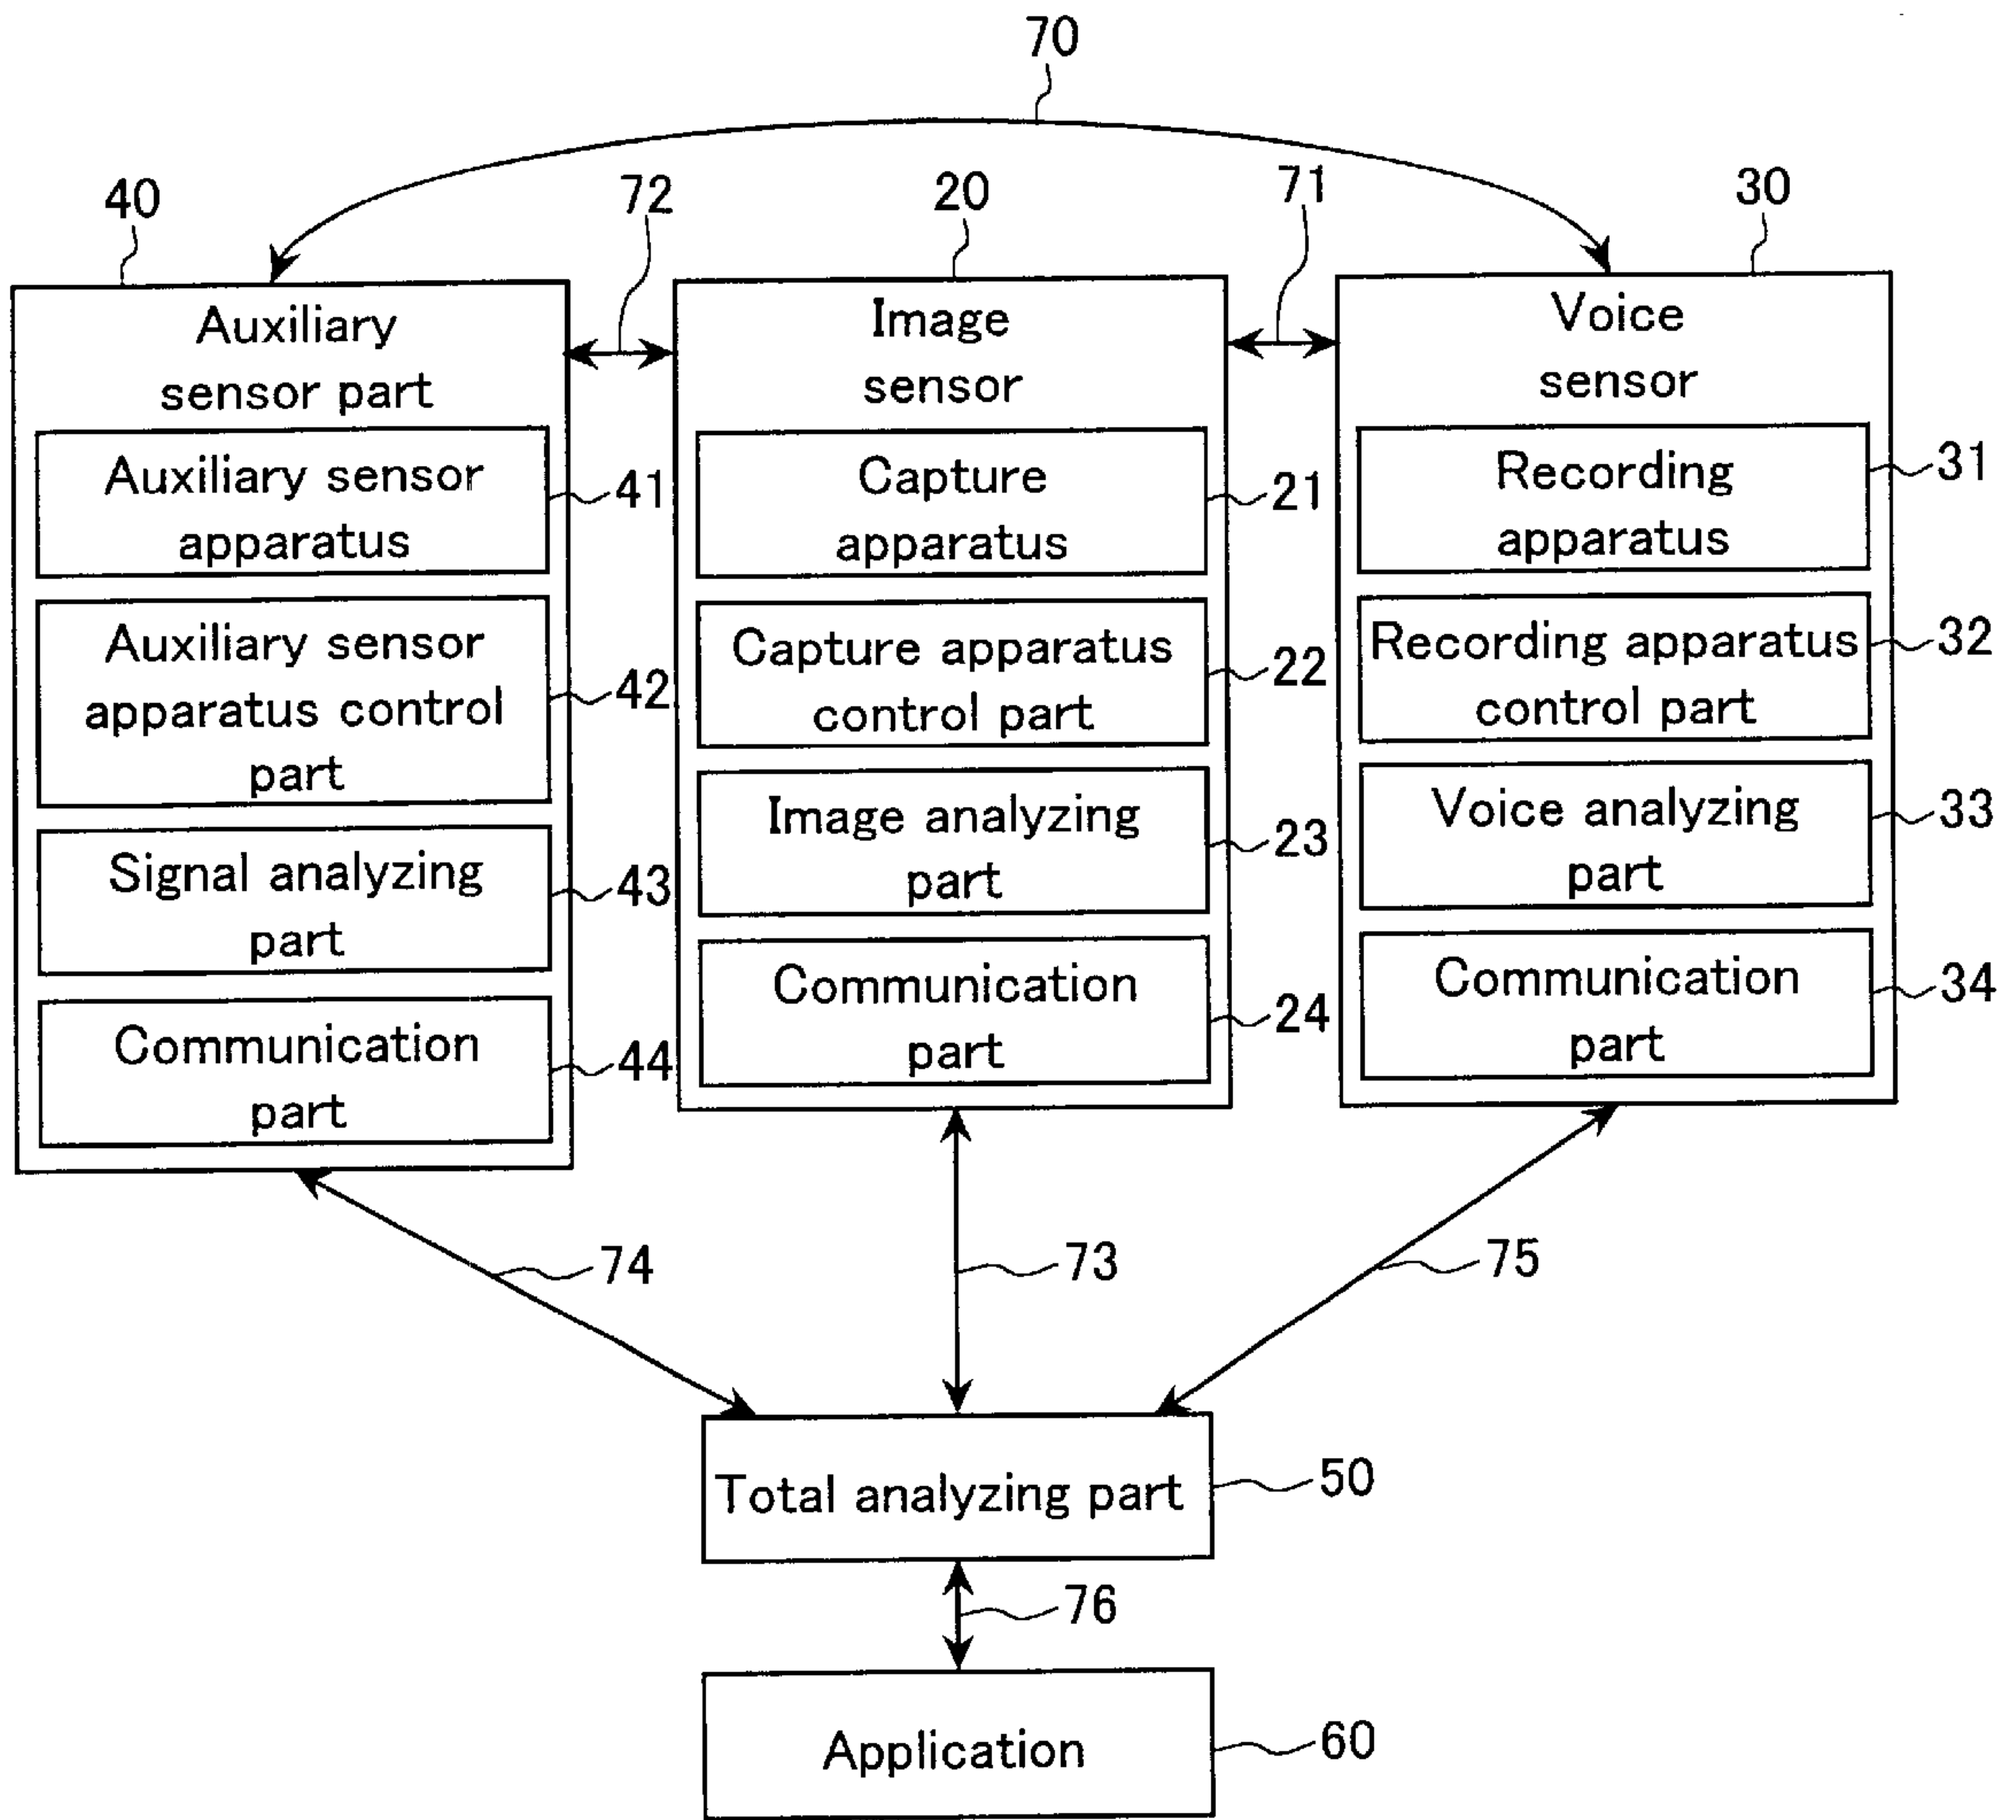 70
40
72
20
71
30
Auxiliary
sensor part
Auxiliary sensor
apparatus
41
Auxiliary sensor
apparatus control
part
42
Signal analyzing
part
43
Communication
part
44
Image
sensor
Capture
apparatus
21
Capture apparatus
control part
22
Image analyzing
part
23
Communication
part
24
Voice
sensor
Recording
apparatus
31
Recording apparatus
control part
32
Voice analyzing
part
33
Communication
part
34
74
73
75
Total analyzing part
50
76
Application
60